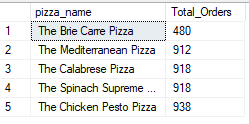 pizza_name Total_Orders
1 The Brie Carre Pizza 480
2 The Mediterranean Pizza 912
3 The Calabrese Pizza 918
4 The Spinach Supreme ... 918
5 The Chicken Pesto Pizza 938